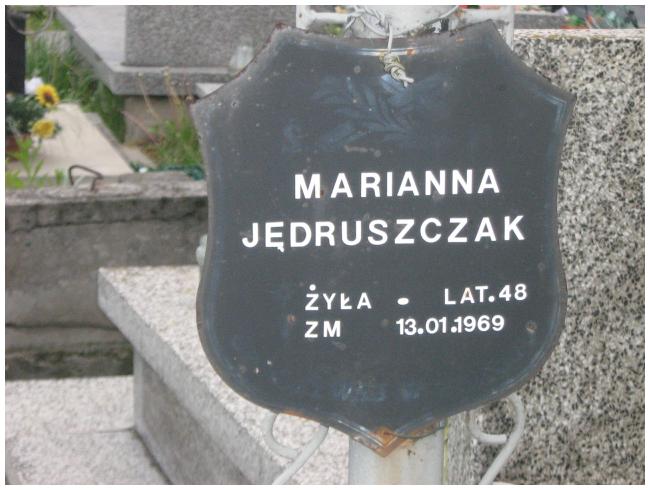 MARIANNA
JĘDRUSZCZAK
ŻYŁA - LAT.48
ZM 13.01.1969